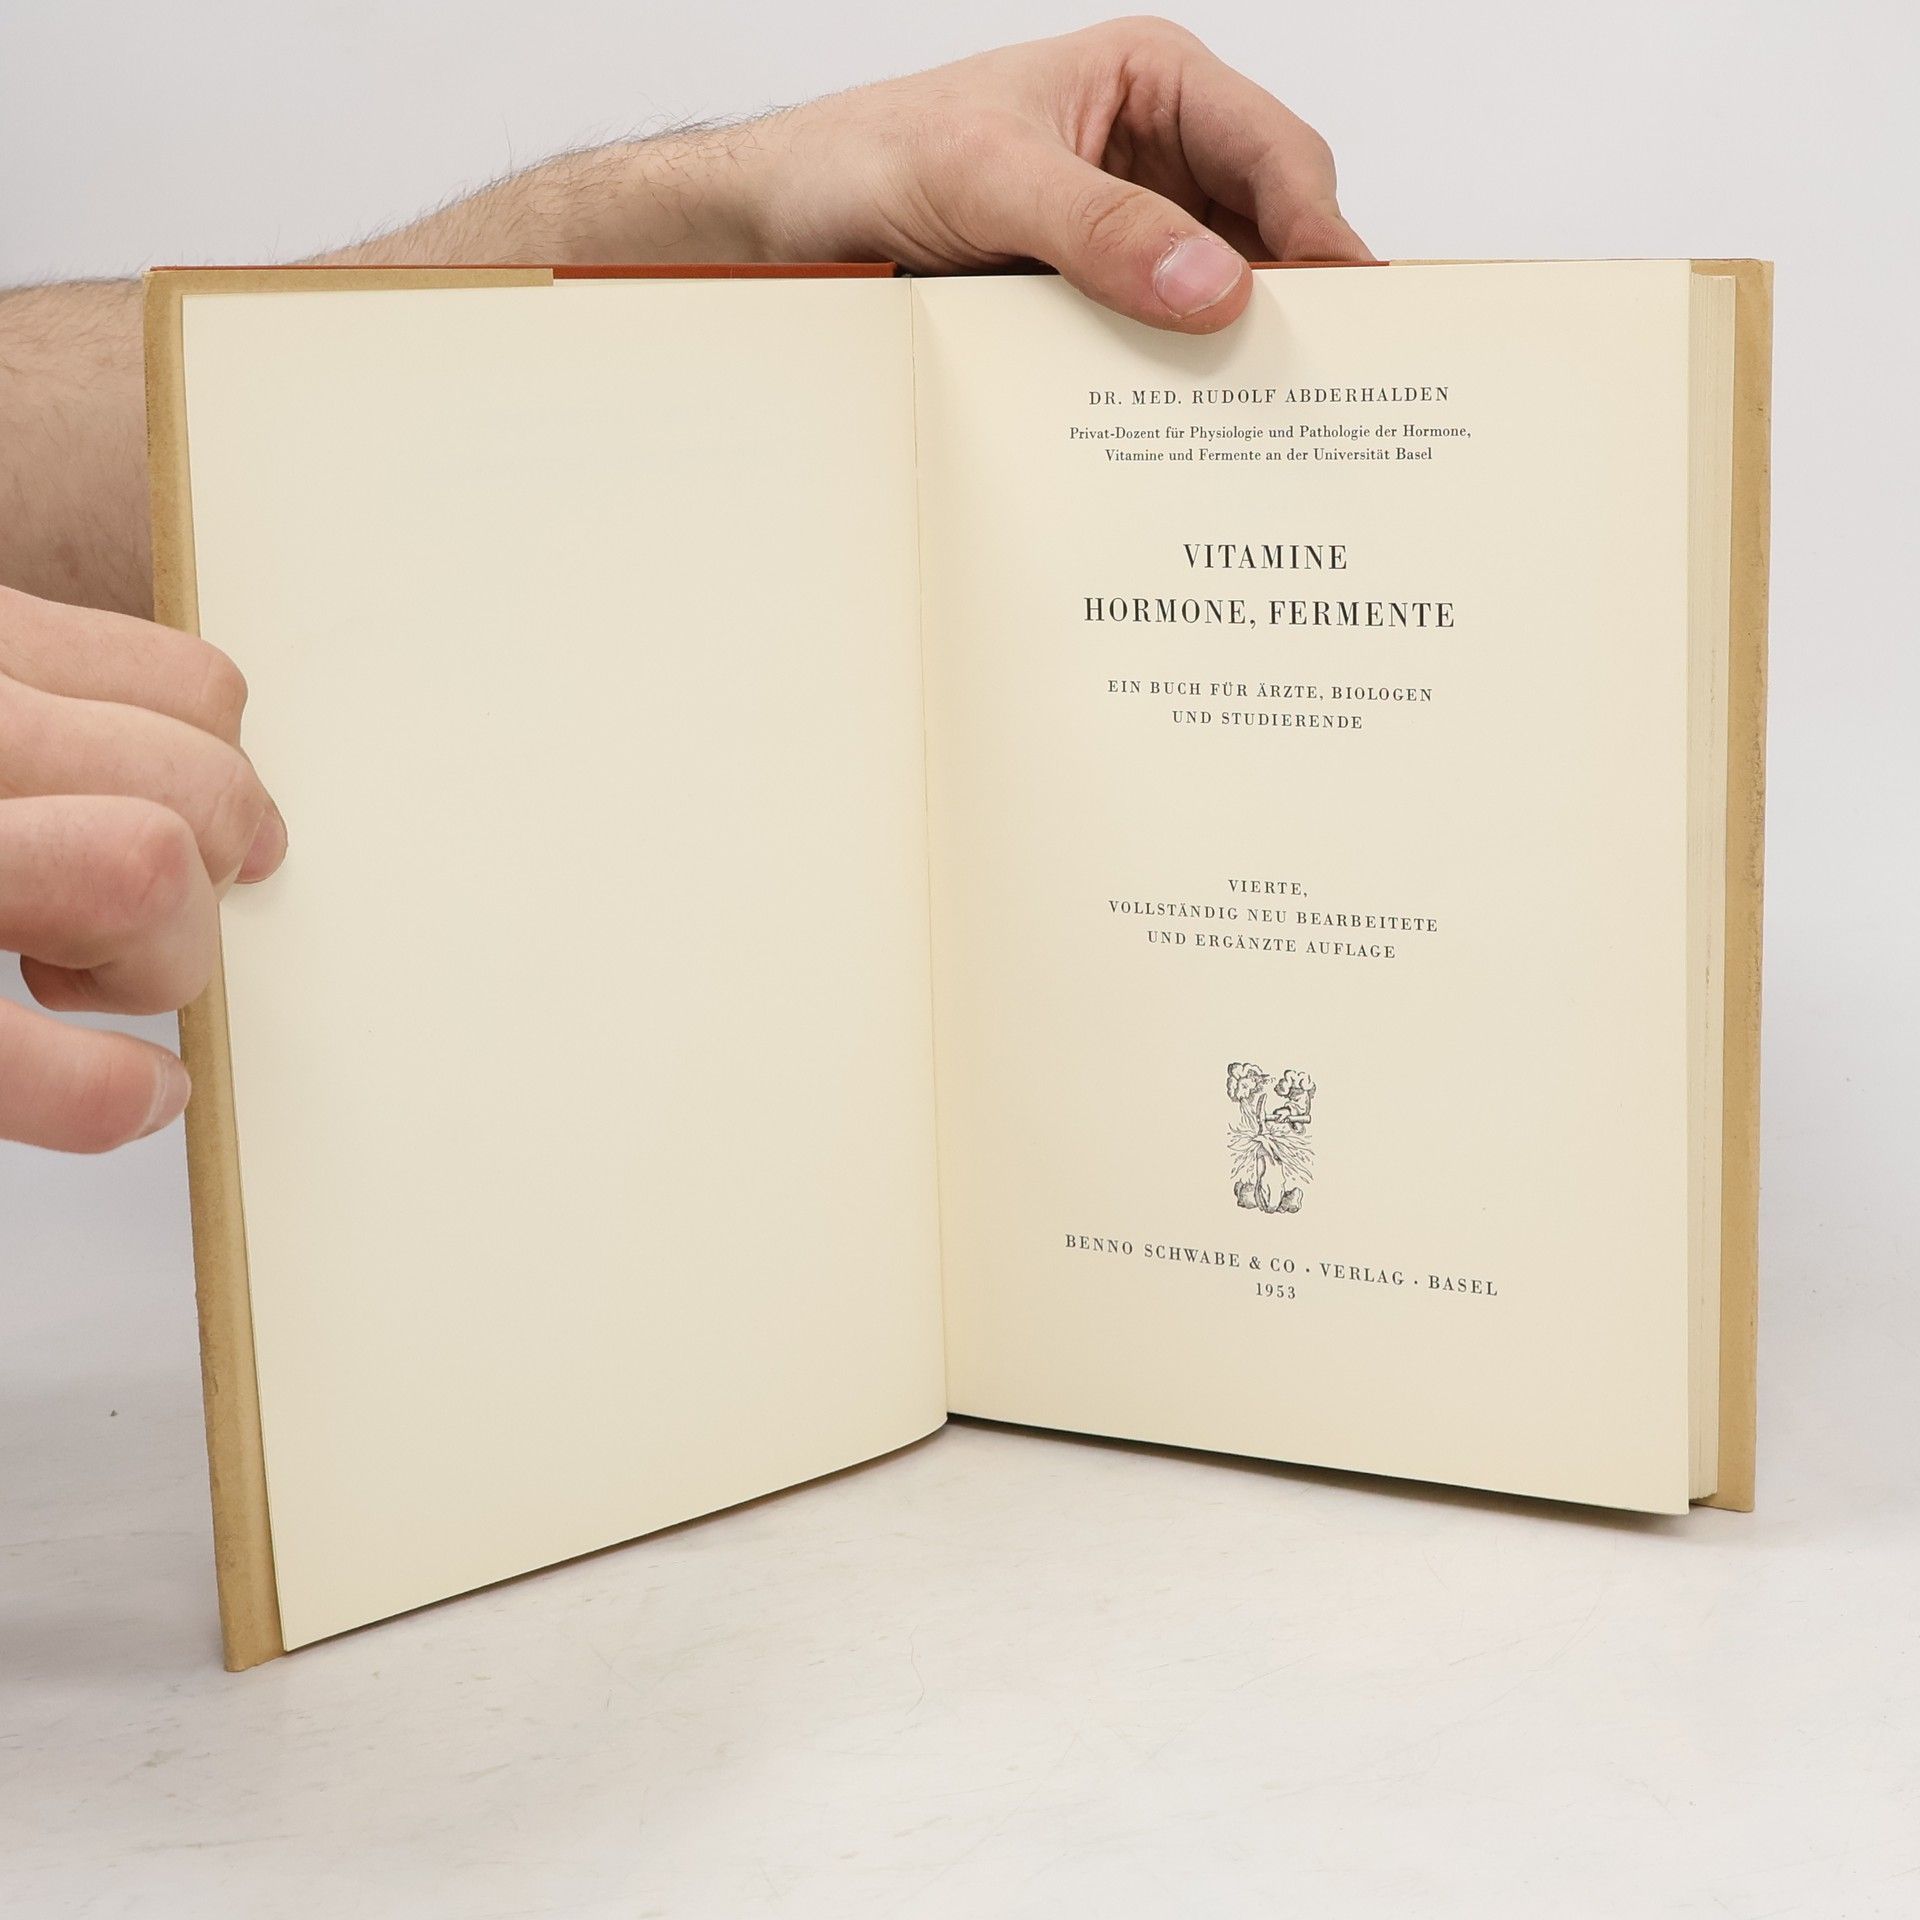 DR. MED. RUDOLF ABDERHALDEN
Privat-Dozent für Physiologie und Pathologie der Hormone,
Vitamine und Fermente an der Universität Basel
VITAMINE
HORMONE, FERMENTE
EIN BUCH FÜR ÄRZTE, BIOLOGEN
UND STUDIERENDE
VIERTE,
VOLLSTÄNDIG NEU BEARBEITETE
UND ERGÄNZTE AUFLAGE
BENNO SCHWABE & CO · VERLAG · BASEL
1953